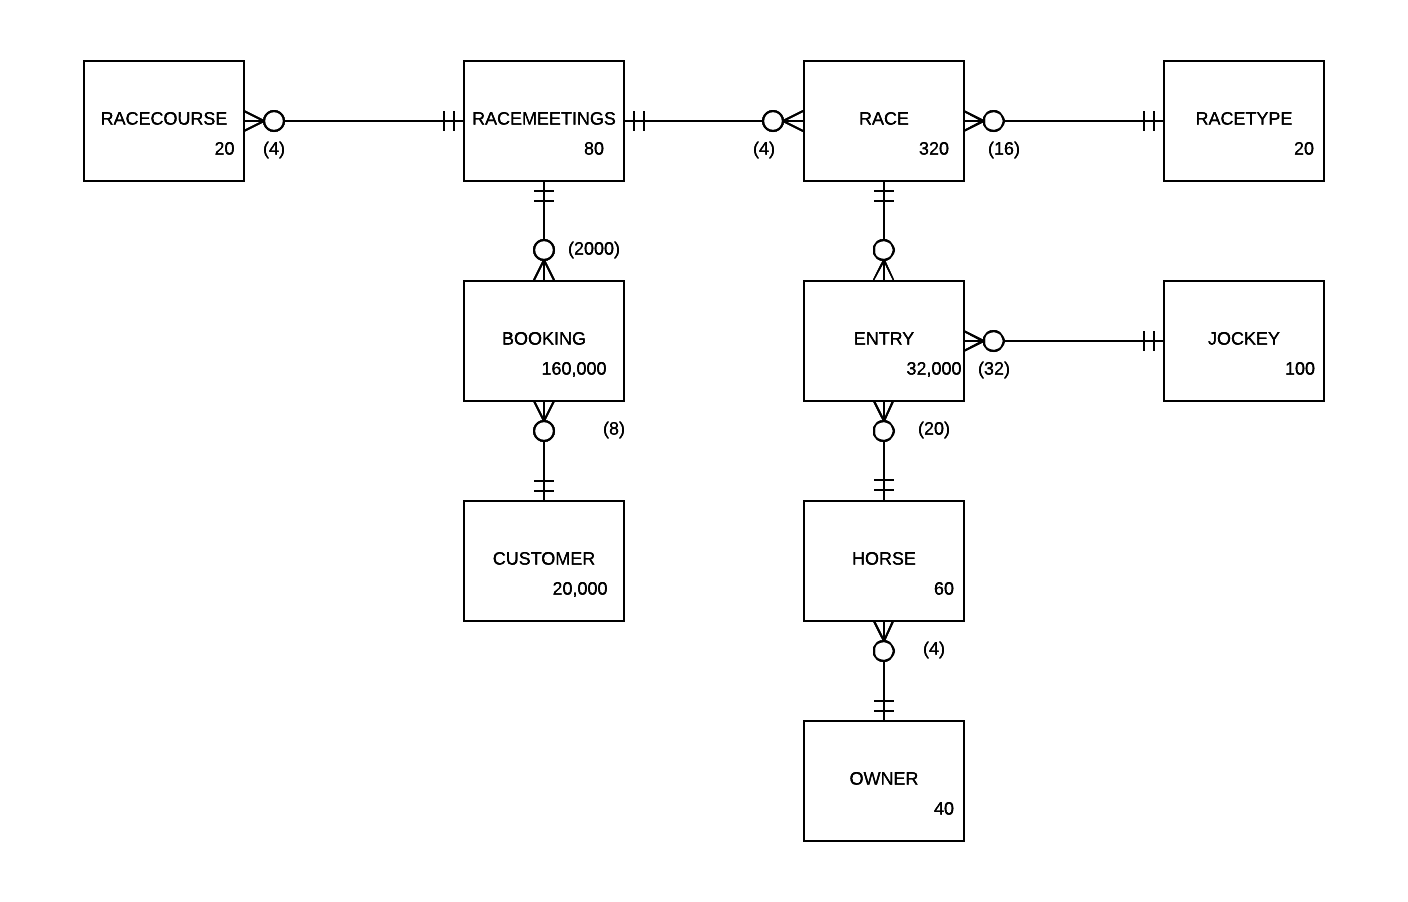 RACECOURSE
20
(4)
RACEMEETINGS
80
(4)
RACE
320
(16)
RACETYPE
20
(2000)
BOOKING
160,000
(8)
ENTRY
32,000
(32)
(20)
JOCKEY
100
CUSTOMER
20,000
HORSE
60
(4)
OWNER
40